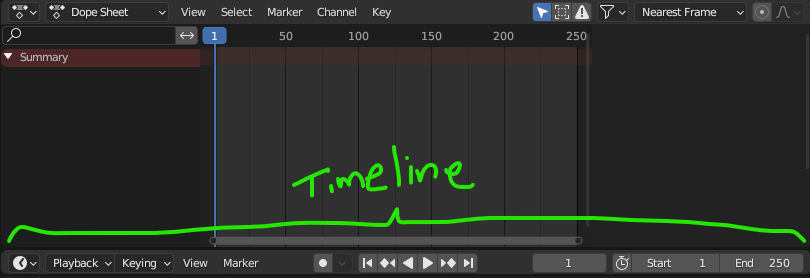 Dope Sheet View Select Marker Channel Key Nearest Frame
1 50 100 150 200 250
Summary
Timeline
Playback Keying View Marker 1 Start 1 End 250